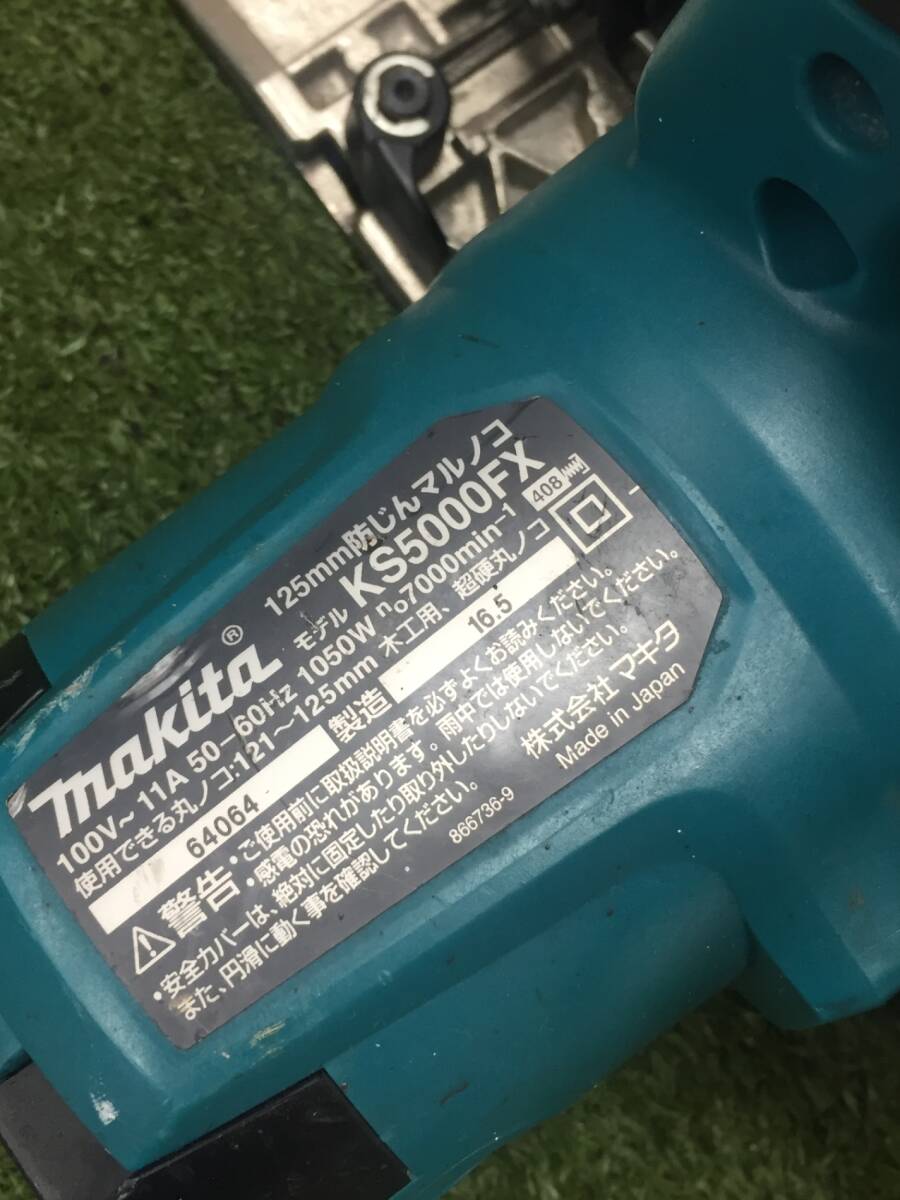 makita® 125mm防じんマルノコ
モデル KS5000FX
100V~11A 50–60Hz 1050W n₀7000min⁻¹ 408
使用できる丸ノコ:121~125mm 木工用、超硬丸ノコ
64064 製造 16.5
⚠警告 •ご使用前に取扱説明書を必ずよくお読みください。
•感電の恐れがあります。雨中では使用しないでください。
•安全カバーは、絶対に固定したり取り外したりしないでください。
また、円滑に動く事を確認してください。
株式会社マキタ
866736-9 Made in Japan